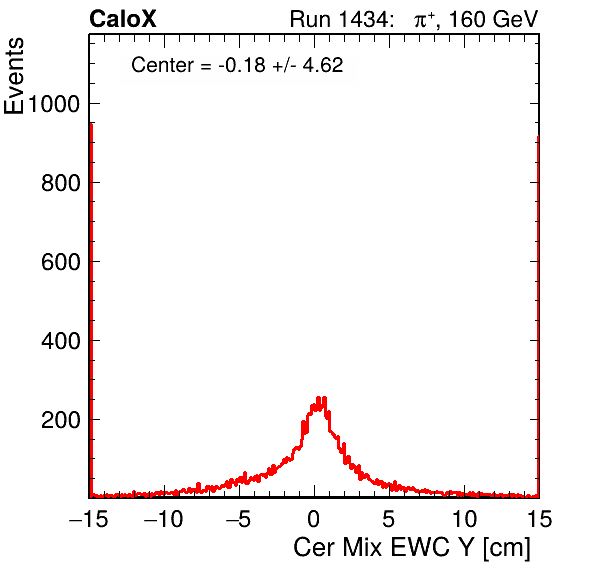 CaloX
Run 1434: π⁺, 160 GeV
Center = -0.18 +/- 4.62
Events
1000
800
600
400
200
−15 −10 −5 0 5 10 15
Cer Mix EWC Y [cm]